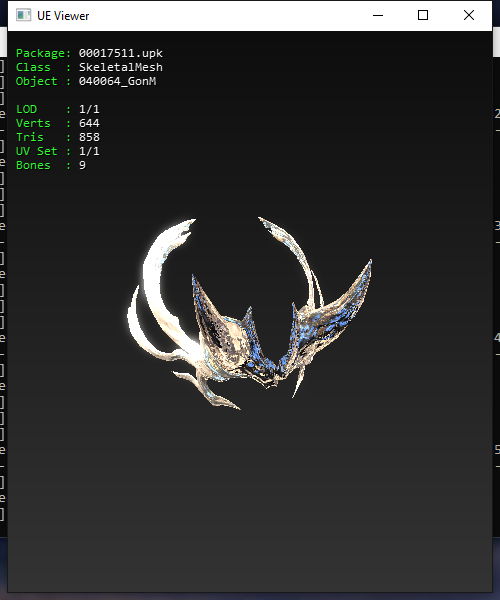 UE Viewer
Package: 00017511.upk
Class  : SkeletalMesh
Object : 040064_GonM
LOD    : 1/1
Verts  : 644
Tris   : 858
UV Set : 1/1
Bones  : 9